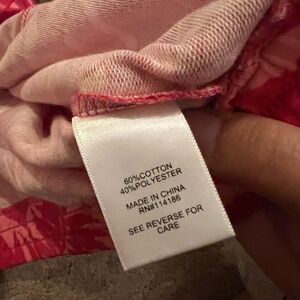 60%COTTON
40%POLYESTER
MADE IN CHINA
RN#114186
SEE REVERSE FOR
CARE